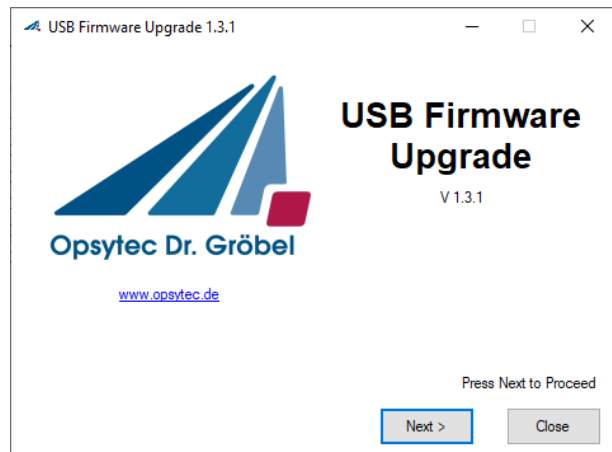 USB Firmware Upgrade 1.3.1
USB Firmware
Upgrade
V 1.3.1
Opsytec Dr. Gröbel
www.opsytec.de
Press Next to Proceed
Next >
Close